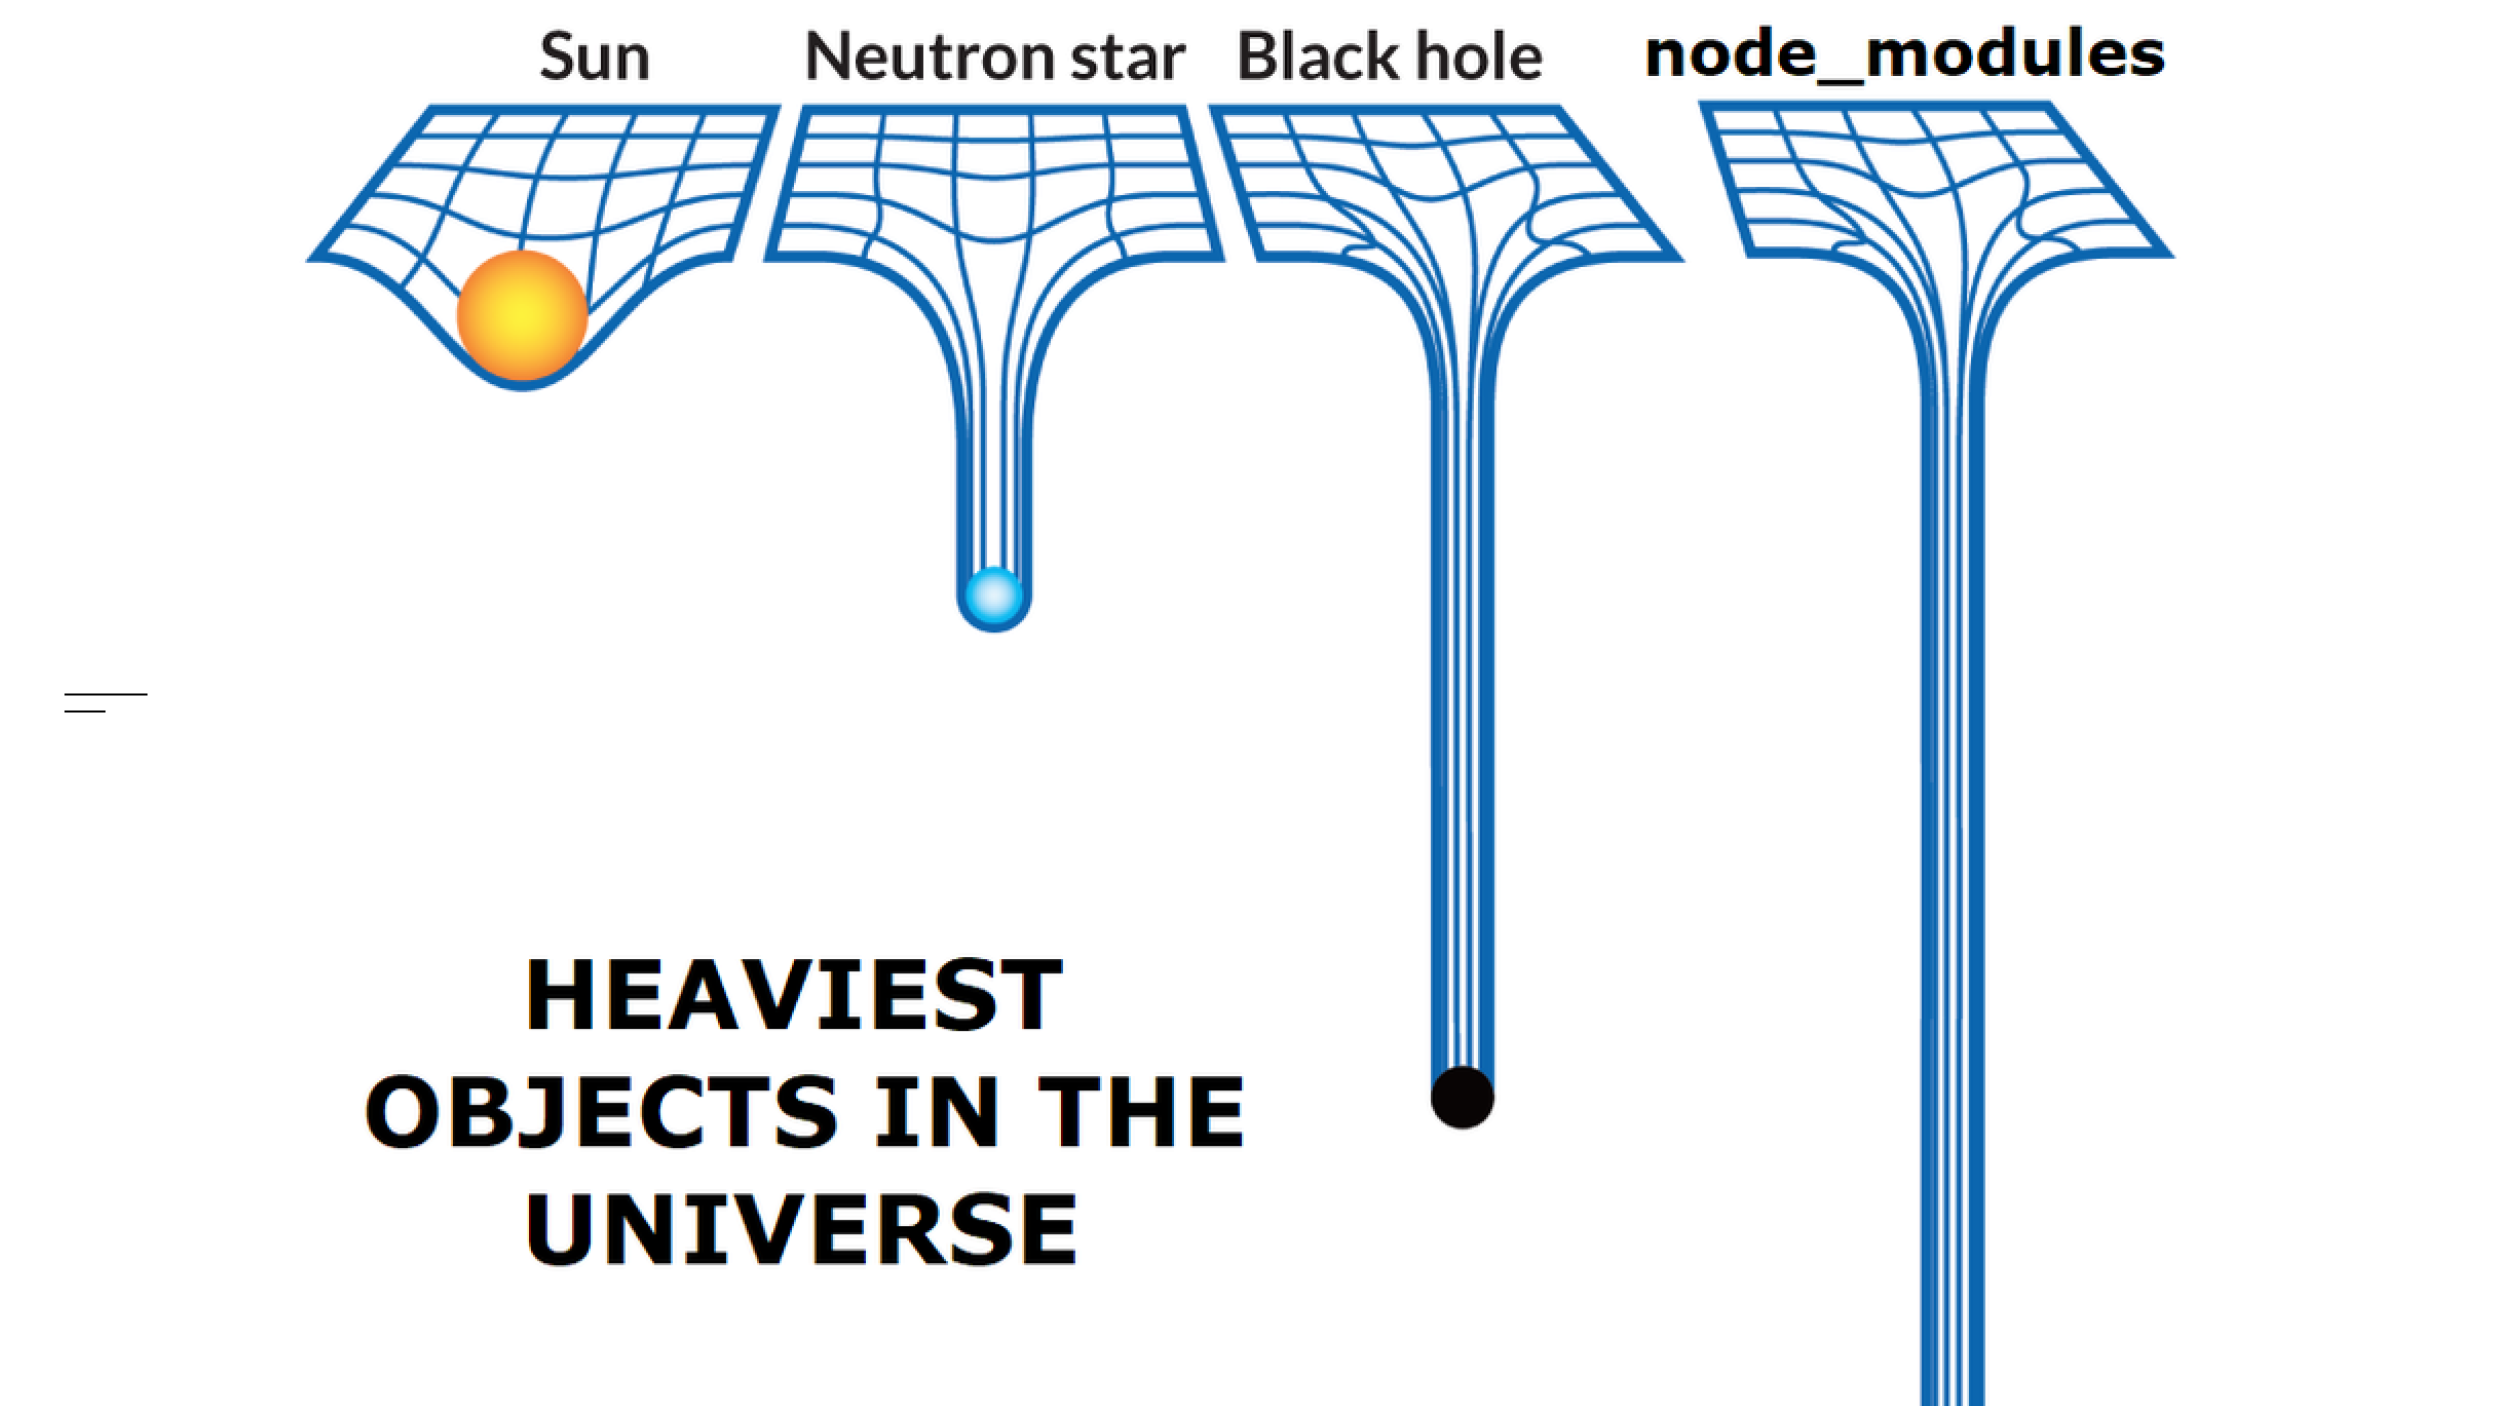 Sun
Neutron star
Black hole
node_modules
HEAVIEST
OBJECTS IN THE
UNIVERSE